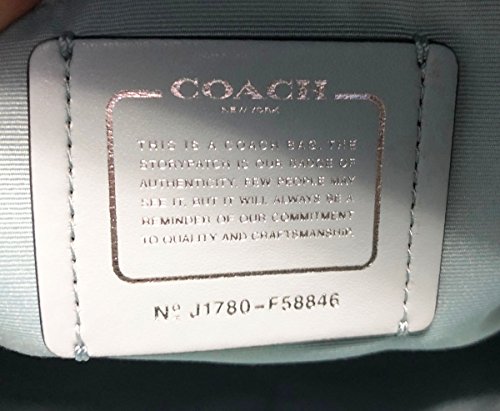 COACH
NEW YORK
THIS IS A COACH BAG. THE
STORYPATCH IS OUR BADGE OF
AUTHENTICITY. FEW PEOPLE MAY
SEE IT, BUT IT WILL ALWAYS BE A
REMINDER OF OUR COMMITMENT
TO QUALITY AND CRAFTSMANSHIP.
Nº J1780-F58846